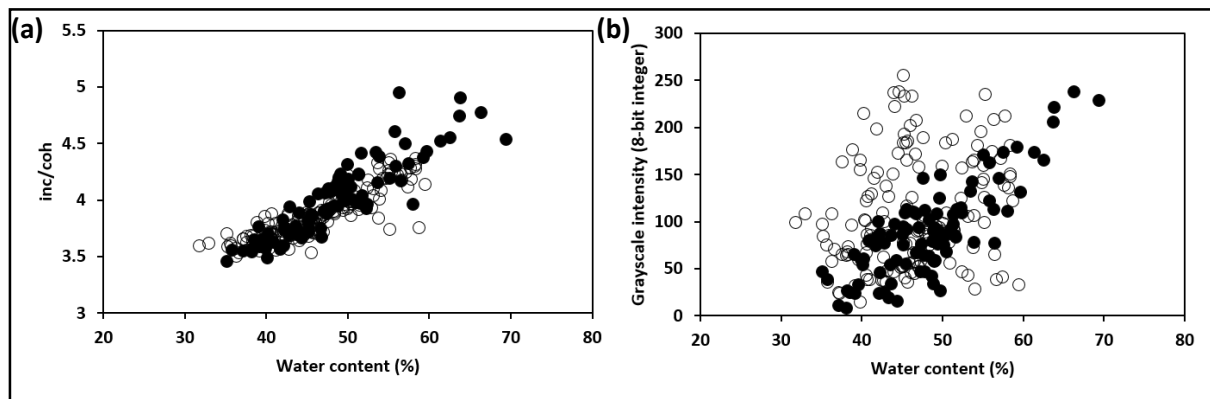 (a)
5.5
5
4.5
4
3.5
3
inc/coh
20 30 40 50 60 70 80
Water content (%)
(b)
300
250
200
150
100
50
0
Grayscale intensity (8-bit integer)
20 30 40 50 60 70 80
Water content (%)